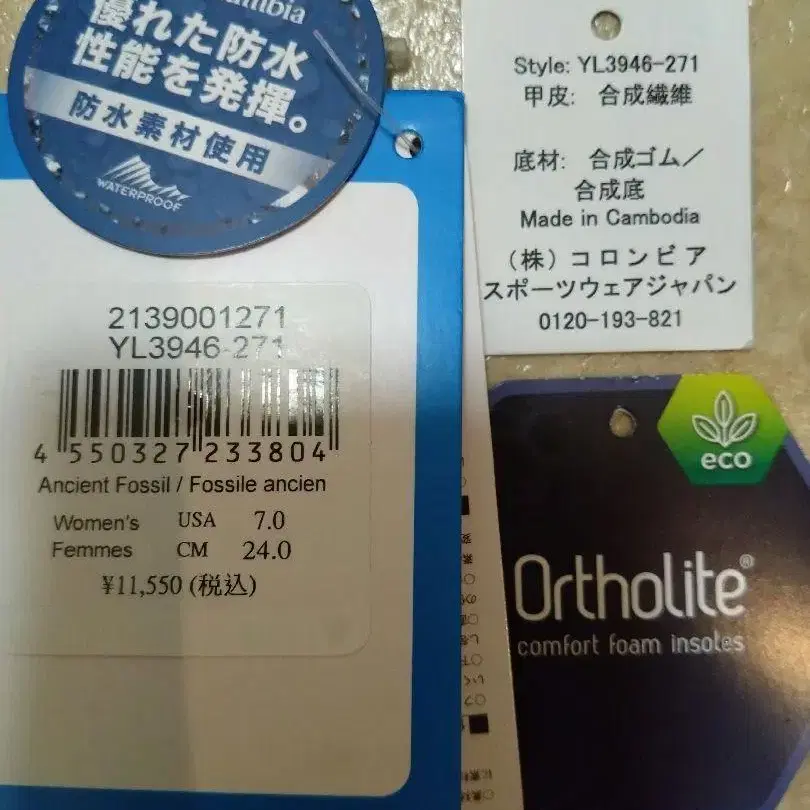 優れた防水
性能を発揮。
防水素材使用
WATERPROOF
2139001271
YL3946-271
4 550327 233804
Ancient Fossil / Fossile ancien
Women's USA 7.0
Femmes CM 24.0
¥11,550 (税込)
Style: YL3946-271
甲皮: 合成繊維
底材: 合成ゴム／
合成底
Made in Cambodia
（株）コロンビア
スポーツウェアジャパン
0120-193-821
eco
Ortholite®
comfort foam insoles